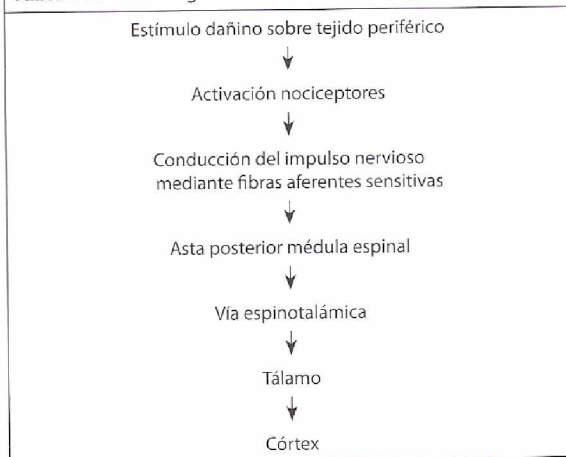 Estímulo dañino sobre tejido periférico
Activación nociceptores
Conducción del impulso nervioso
mediante fibras aferentes sensitivas
Asta posterior médula espinal
Vía espinotalámica
Tálamo
Córtex